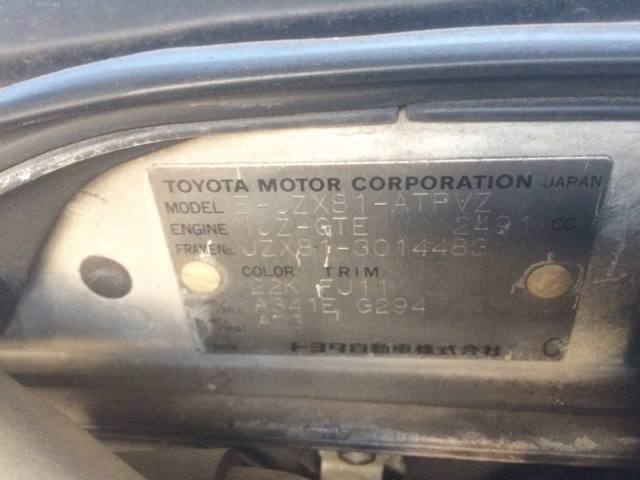 TOYOTA MOTOR CORPORATION JAPAN
MODEL E-JZX81-ATPVZ
ENGINE 1JZ-GTE 2491 CC
FRAME No. JZX81-3014483
COLOR TRIM
22K FJ11
A341E G294
トヨタ自動車株式会社 C